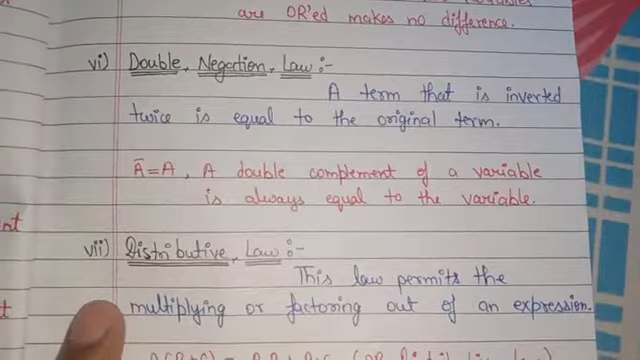 are OR'ed makes no difference.
vi) Double, Negartion, Law :-
A term that is inverted
twice is equal to the original term.
Ā = A, A double complement of a variable
is always equal to the variable.
nt
vii) Distributive, Law :-
This law permits the
t
multiplying or factoring out of an expression.